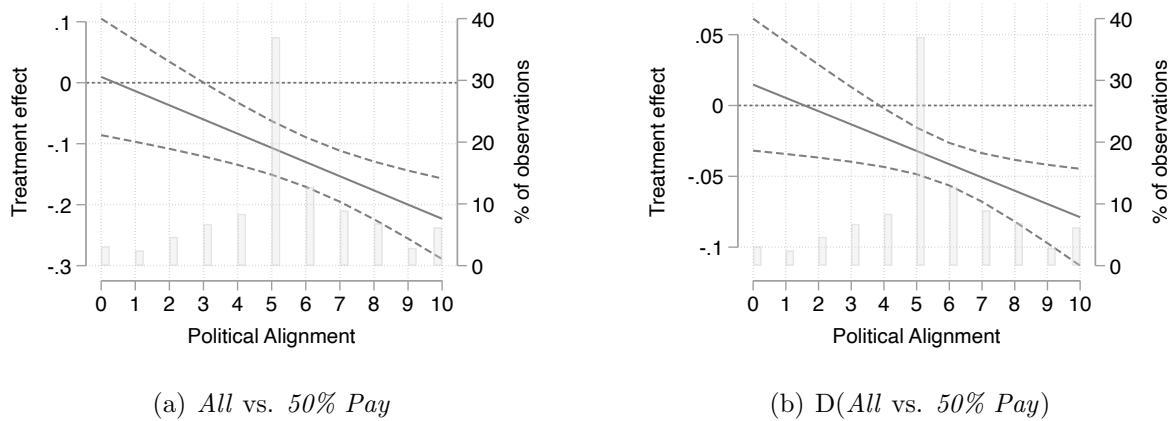 .1
0
-.1
-.2
-.3
Treatment effect
40
30
20
10
0
% of observations
0 1 2 3 4 5 6 7 8 9 10
Political Alignment
(a) All vs. 50% Pay
.05
0
-.05
-.1
Treatment effect
40
30
20
10
0
% of observations
0 1 2 3 4 5 6 7 8 9 10
Political Alignment
(b) D(All vs. 50% Pay)